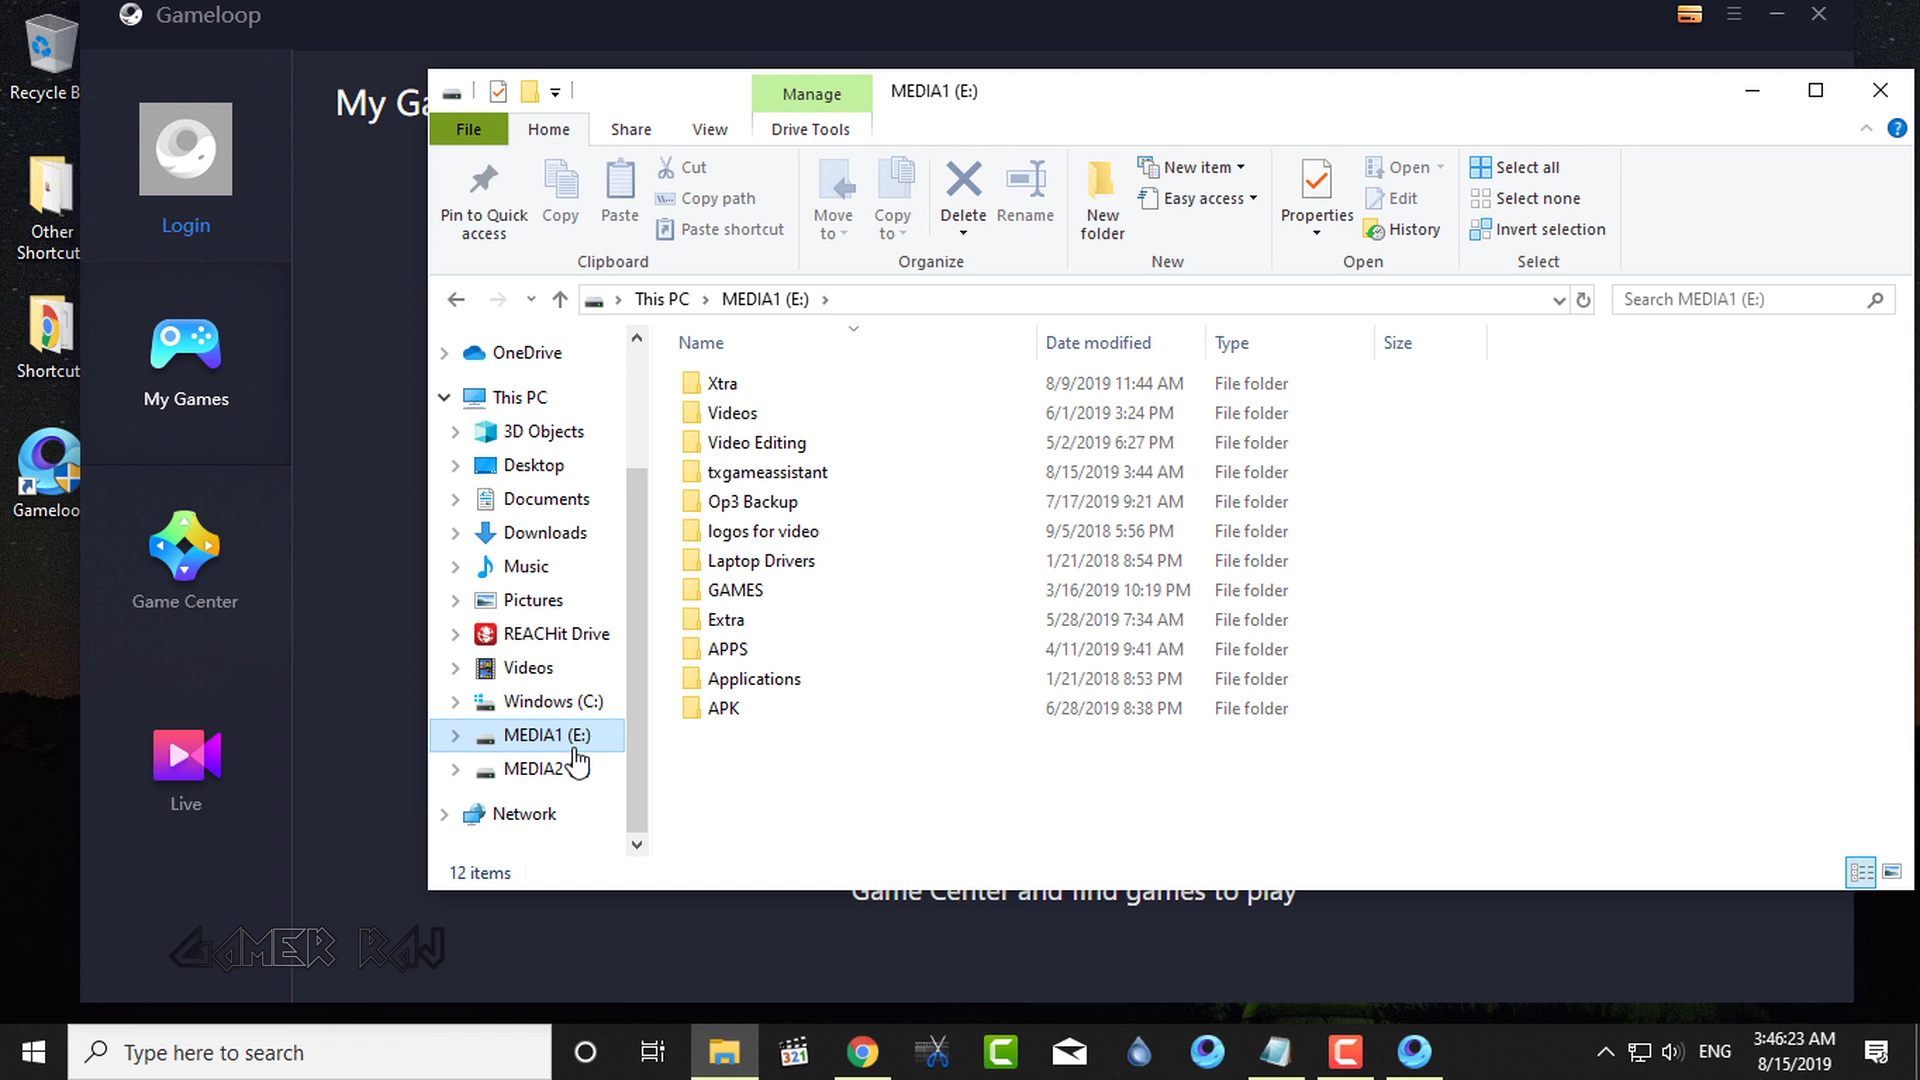 Gameloop
Recycle B
Other
Shortcut
Shortcut
Gameloo
Login
My Games
Game Center
Live
My Ga
Manage
MEDIA1 (E:)
File
Home
Share
View
Drive Tools
Pin to Quick
access
Copy
Paste
Cut
Copy path
Paste shortcut
Clipboard
Move
to
Copy
to
Delete
Rename
Organize
New
folder
New item
Easy access
New
Properties
Open
Edit
History
Open
Select all
Select none
Invert selection
Select
This PC > MEDIA1 (E:) >
Search MEDIA1 (E:)
OneDrive
This PC
3D Objects
Desktop
Documents
Downloads
Music
Pictures
REACHit Drive
Videos
Windows (C:)
MEDIA1 (E:)
MEDIA2
Network
Name Date modified Type Size
Xtra 8/9/2019 11:44 AM File folder
Videos 6/1/2019 3:24 PM File folder
Video Editing 5/2/2019 6:27 PM File folder
txgameassistant 8/15/2019 3:44 AM File folder
Op3 Backup 7/17/2019 9:21 AM File folder
logos for video 9/5/2018 5:56 PM File folder
Laptop Drivers 1/21/2018 8:54 PM File folder
GAMES 3/16/2019 10:19 PM File folder
Extra 5/28/2019 7:34 AM File folder
APPS 4/11/2019 9:41 AM File folder
Applications 1/21/2018 8:53 PM File folder
APK 6/28/2019 8:38 PM File folder
12 items
Game Center and find games to play
GAMER RAJ
Type here to search
321
ENG
3:46:23 AM
8/15/2019